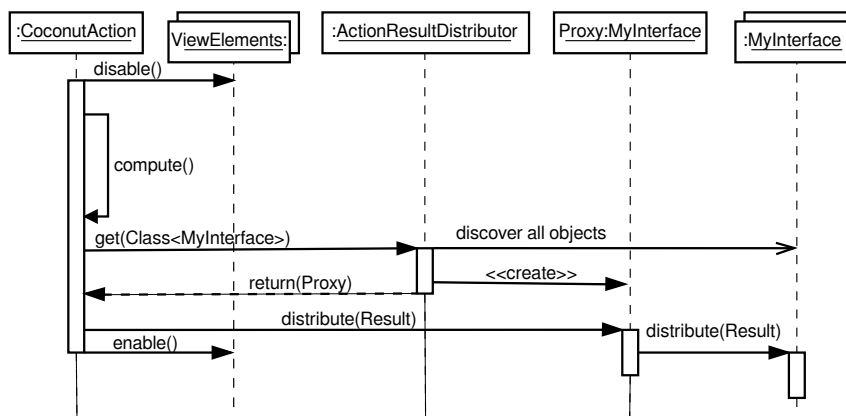 :CoconutAction
ViewElements:
:ActionResultDistributor
Proxy:MyInterface
:MyInterface
disable()
compute()
get(Class<MyInterface>)
discover all objects
<<create>>
return(Proxy)
distribute(Result)
distribute(Result)
enable()